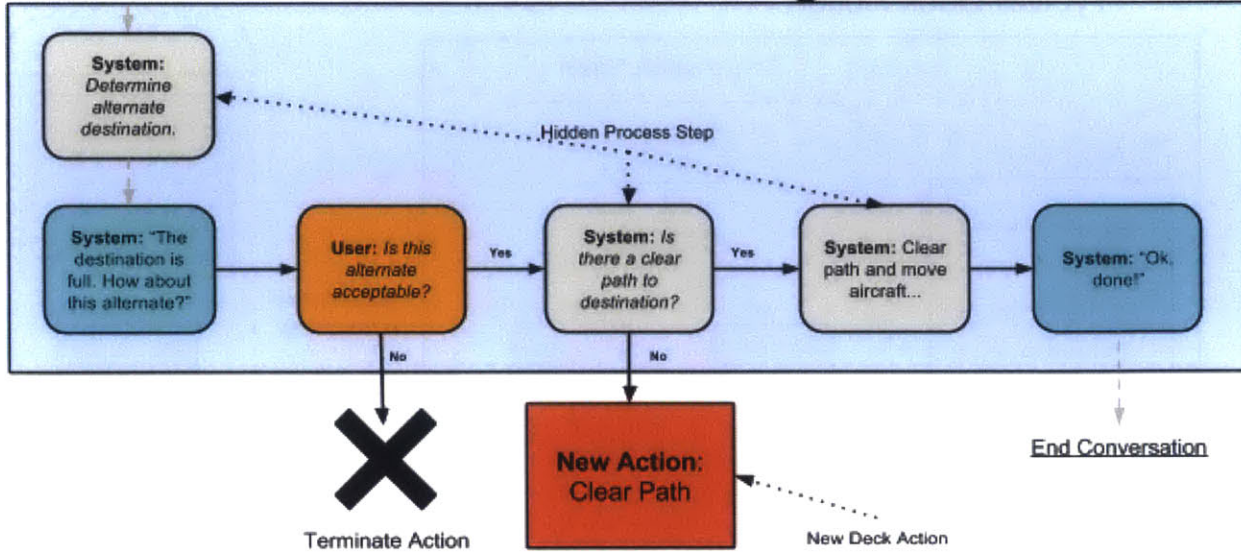 System:
Determine
alternate
destination.
Hidden Process Step
System: "The
destination is
full. How about
this alternate?"
User: Is this
alternate
acceptable?
Yes
System: Is
there a clear
path to
destination?
Yes
System: Clear
path and move
aircraft...
System: "Ok,
done!"
No
No
New Action:
Clear Path
End Conversation
Terminate Action
New Deck Action